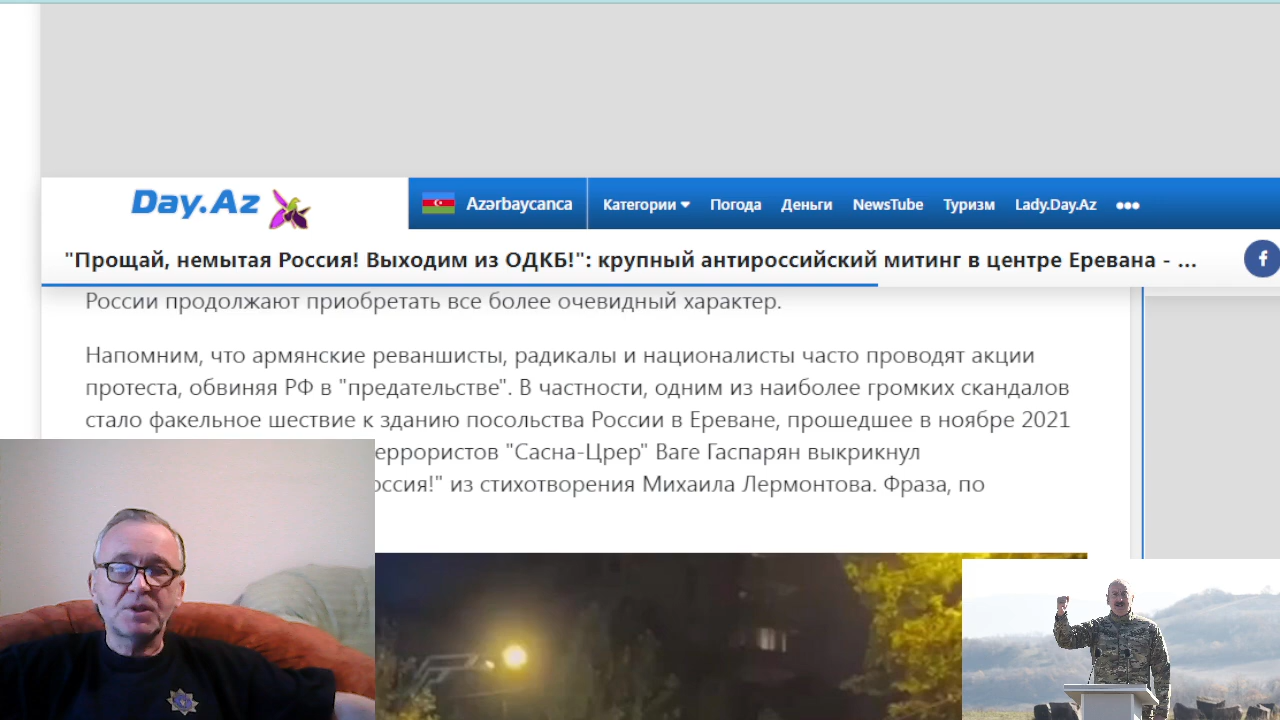 Day.Az
Azərbaycanca
Категории
Погода
Деньги
NewsTube
Туризм
Lady.Day.Az
"Прощай, немытая Россия! Выходим из ОДКБ!": крупный антироссийский митинг в центре Еревана - ...
России продолжают приобретать все более очевидный характер.
Напомним, что армянские реваншисты, радикалы и националисты часто проводят акции
протеста, обвиняя РФ в "предательстве". В частности, одним из наиболее громких скандалов
стало факельное шествие к зданию посольства России в Ереване, прошедшее в ноябре 2021
еррористов "Сасна-Црер" Ваге Гаспарян выкрикнул
оссия!" из стихотворения Михаила Лермонтова. Фраза, по